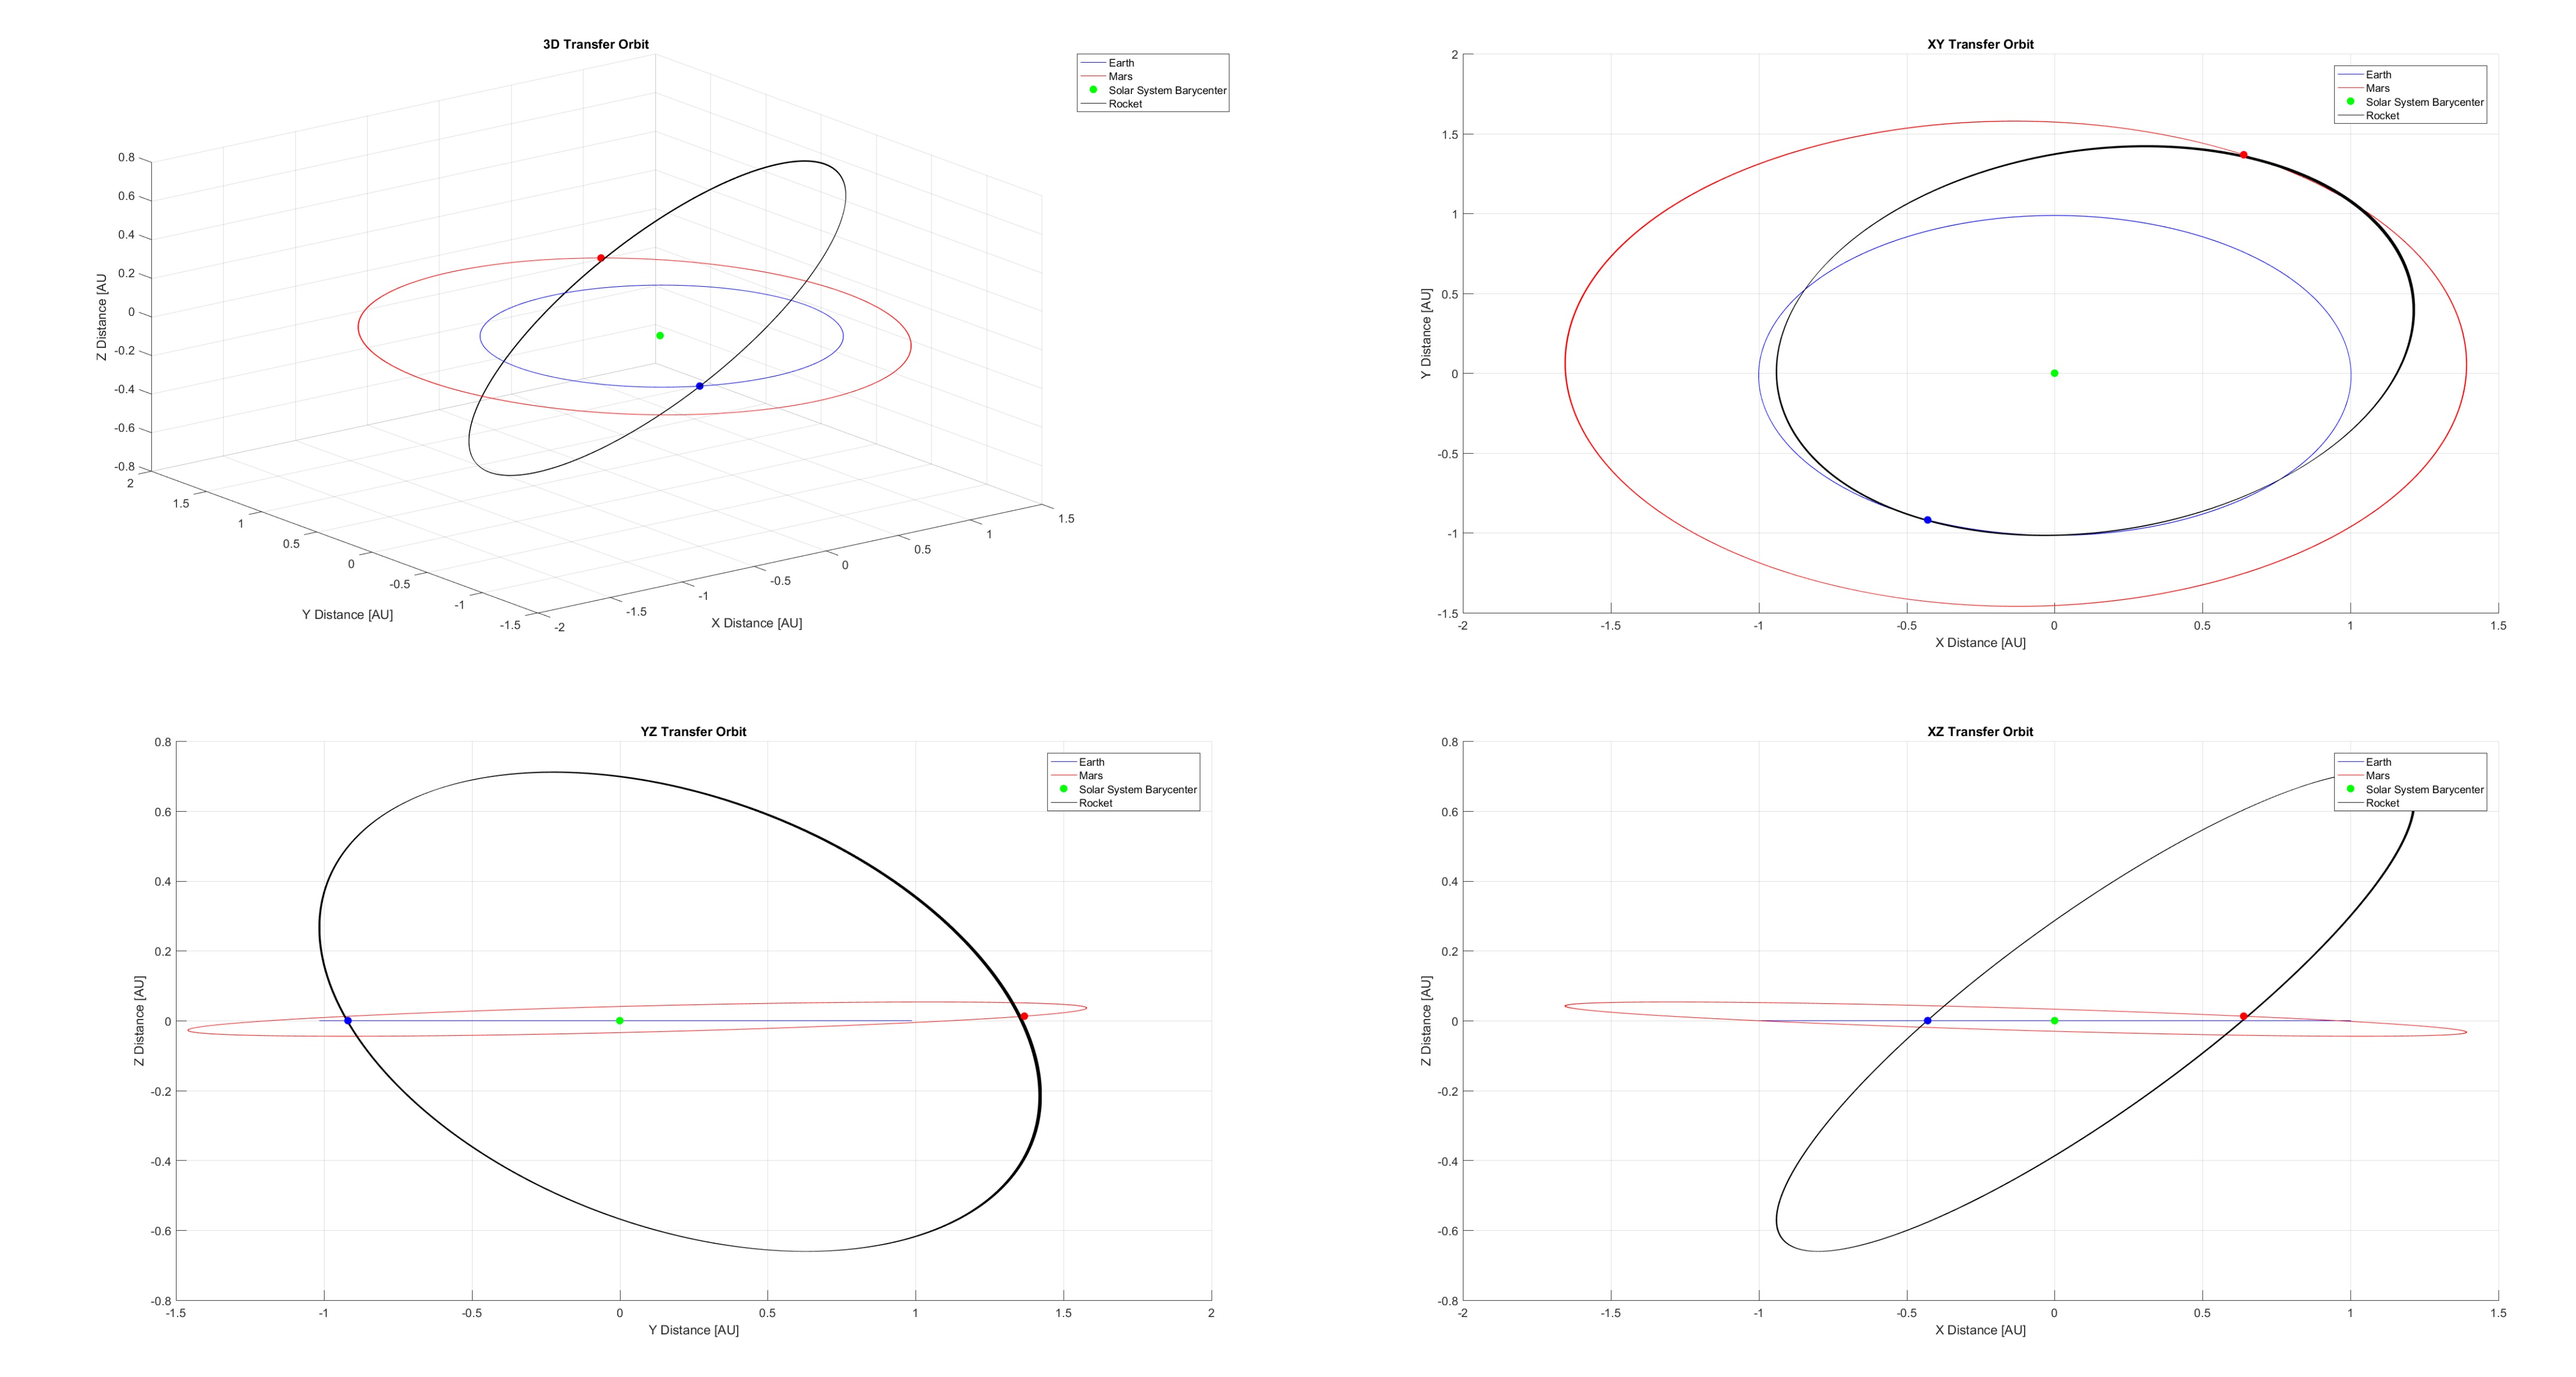 3D Transfer Orbit
Earth
Mars
Solar System Barycenter
Rocket
0.8
0.6
0.4
0.2
0
-0.2
-0.4
-0.6
-0.8
Z Distance [AU
2
1.5
1
0.5
0
-0.5
-1
-1.5
Y Distance [AU]
-2
-1.5
-1
-0.5
0
0.5
1
1.5
X Distance [AU]
XY Transfer Orbit
Earth
Mars
Solar System Barycenter
Rocket
2
1.5
1
0.5
0
-0.5
-1
-1.5
Y Distance [AU]
-2
-1.5
-1
-0.5
0
0.5
1
1.5
X Distance [AU]
YZ Transfer Orbit
Earth
Mars
Solar System Barycenter
Rocket
0.8
0.6
0.4
0.2
0
-0.2
-0.4
-0.6
-0.8
Z Distance [AU]
-1.5
-1
-0.5
0
0.5
1
1.5
2
Y Distance [AU]
XZ Transfer Orbit
Earth
Mars
Solar System Barycenter
Rocket
0.8
0.6
0.4
0.2
0
-0.2
-0.4
-0.6
-0.8
Z Distance [AU]
-2
-1.5
-1
-0.5
0
0.5
1
1.5
X Distance [AU]